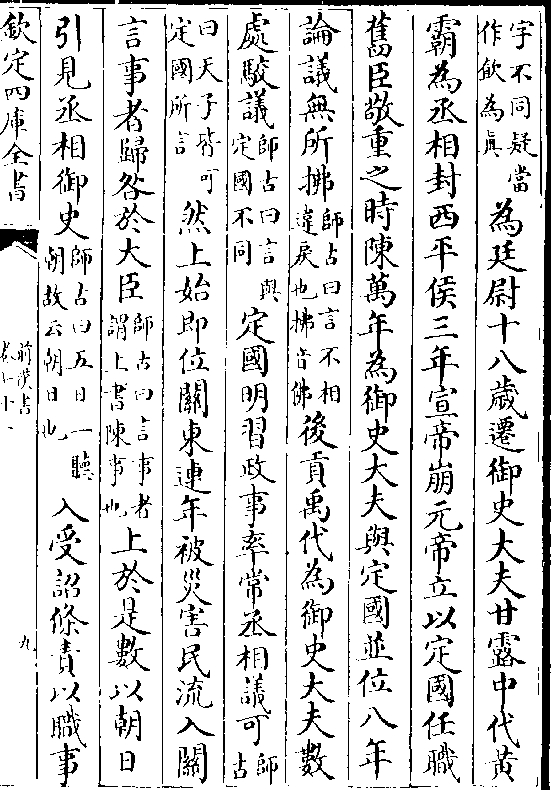 字不同疑當
作飲為真
為廷尉十八歲遷御史大夫甘露中代黄
霸為丞相封西平侯三年宣帝崩元帝立以定國任職
舊臣敬重之時陳萬年為御史大夫與定國並位八年
論議無所拂
師古曰言不相
違戾也拂音佛
後貢禹代為御史大夫數
處駮議
師古曰言與
定國不同
定國明習政事率常丞相議可
師古
曰天子皆可
定國所言
然上始即位關東連年被災害民流入關
言事者歸咎於大臣
師古曰言事者
謂上書陳事也
上於是數以朝日
引見丞相御史
師古曰五日一聽
朝故云朝日也
入受詔條責以職事
欽定四庫全書
前漢書
九